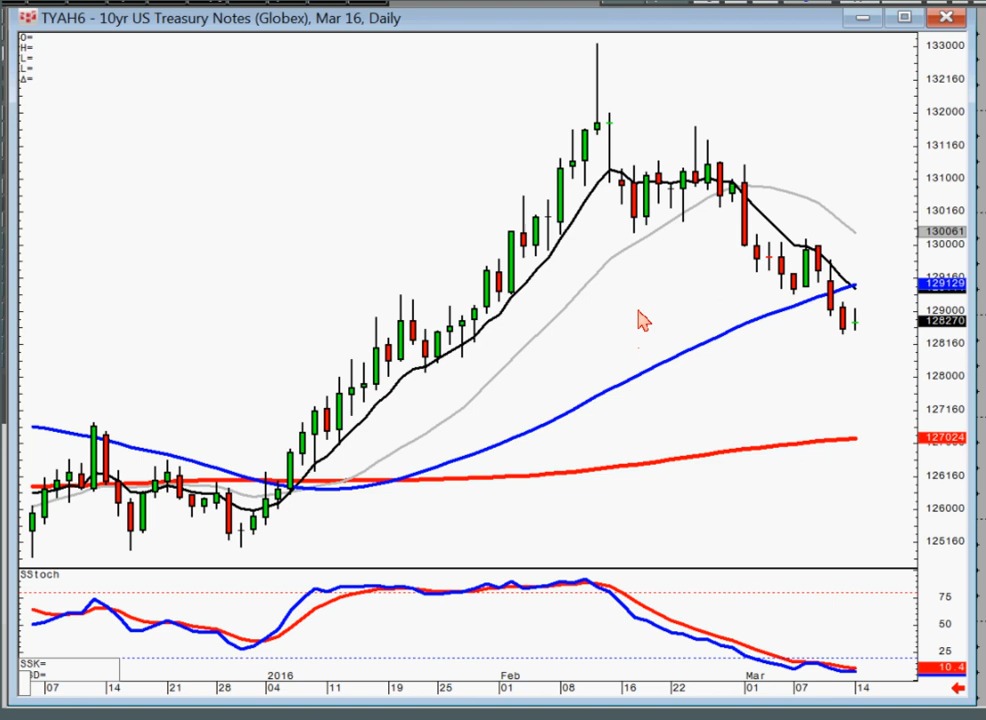 TYAH6 - 10yr US Treasury Notes (Globex), Mar 16, Daily
O=
H=
L=
L=
Δ=
133000
132160
132000
131160
131000
130160
130061
130000
129160
129129
129000
128270
128160
128000
127160
127024
126160
126000
125160
SStoch
75
50
25
10 4
SSK=
D=
2016 Feb Mar
07 14 21 28 04 11 19 25 01 08 16 22 01 07 14